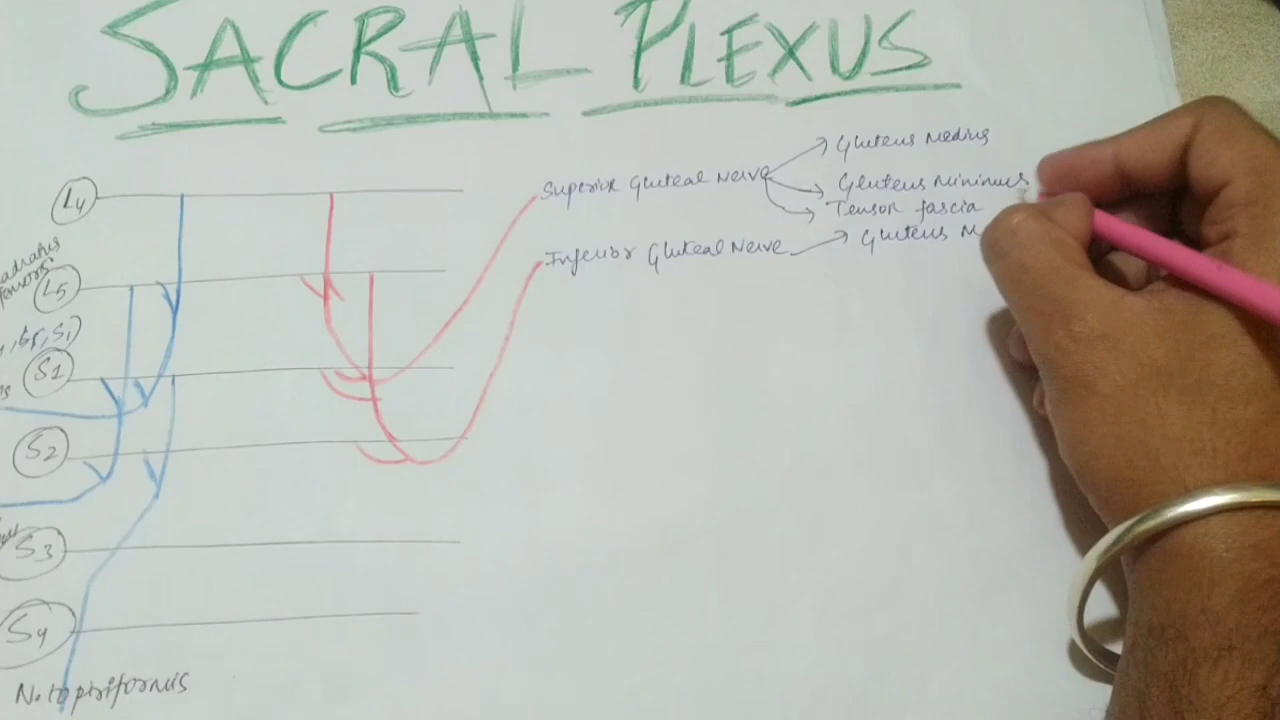 SACRAL PLEXUS
L4
Superior Gluteal Nerve
Gluteus Medius
Gluteus Minimus
Tensor fascia
Inferior Gluteal Nerve
Gluteus M
L5
S1)
S1
S2
S3
S4
N. to piriformis